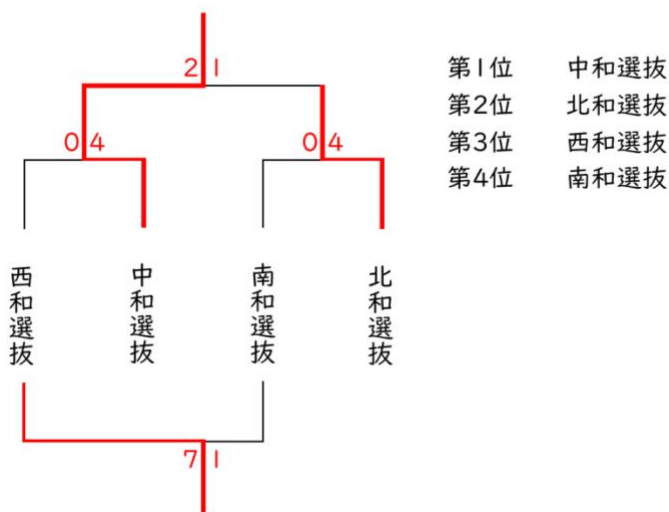 2 1
0 4
0 4
西和選抜
中和選抜
南和選抜
北和選抜
7 1
第1位 中和選抜
第2位 北和選抜
第3位 西和選抜
第4位 南和選抜